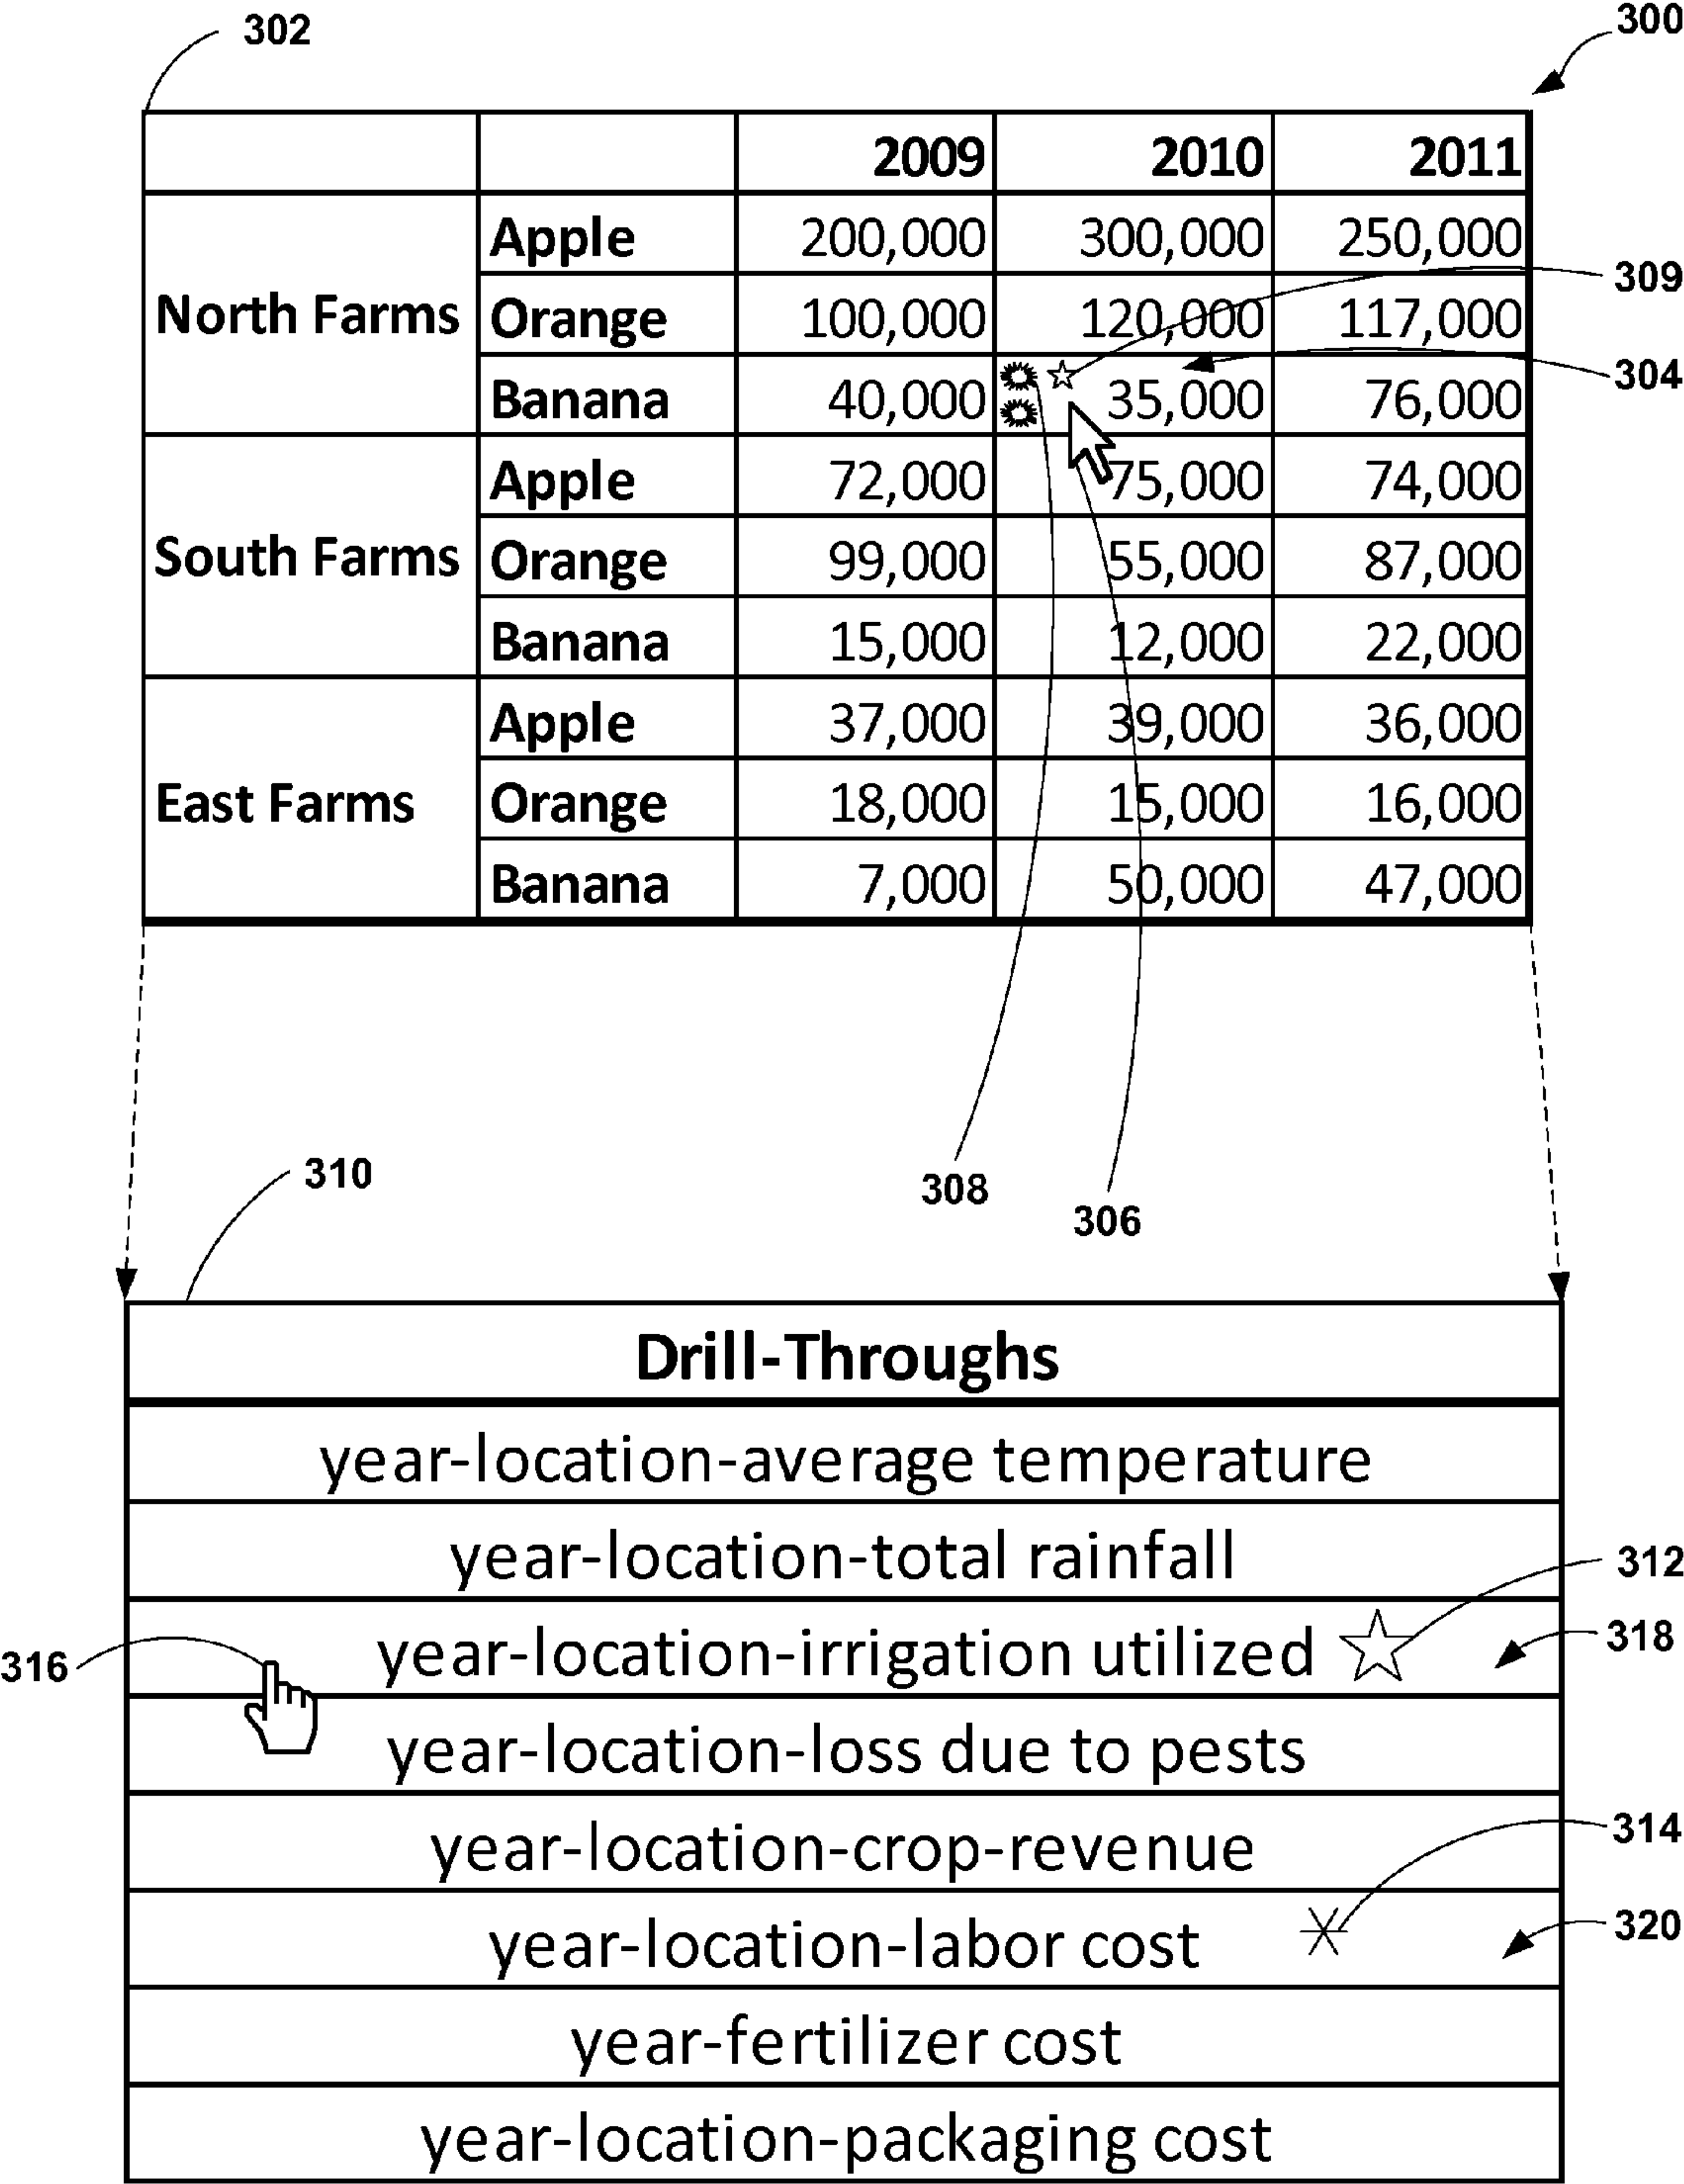 302
300
2009 2010 2011
North Farms Apple 200,000 300,000 250,000
309
Orange 100,000 120,000 117,000
304
Banana 40,000 35,000 76,000
South Farms Apple 72,000 75,000 74,000
Orange 99,000 55,000 87,000
Banana 15,000 12,000 22,000
East Farms Apple 37,000 39,000 36,000
Orange 18,000 15,000 16,000
Banana 7,000 50,000 47,000
310
308
306
Drill-Throughs
year-location-average temperature
year-location-total rainfall
312
year-location-irrigation utilized
318
316
year-location-loss due to pests
314
year-location-crop-revenue
year-location-labor cost
320
year-fertilizer cost
year-location-packaging cost